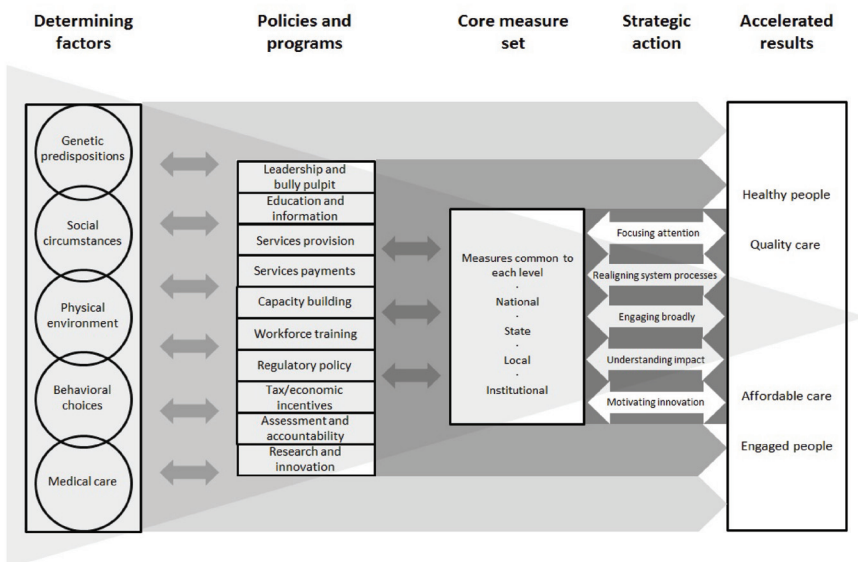 Determining
factors
Policies and
programs
Core measure
set
Strategic
action
Accelerated
results
Genetic
predispositions
Social
circumstances
Physical
environment
Behavioral
choices
Medical care
Leadership and
bully pulpit
Education and
information
Services provision
Services payments
Capacity building
Workforce training
Regulatory policy
Tax/economic
incentives
Assessment and
accountability
Research and
innovation
Measures common to
each level
·
National
·
State
·
Local
·
Institutional
Focusing attention
Realigning system processes
Engaging broadly
Understanding impact
Motivating innovation
Healthy people
Quality care
Affordable care
Engaged people